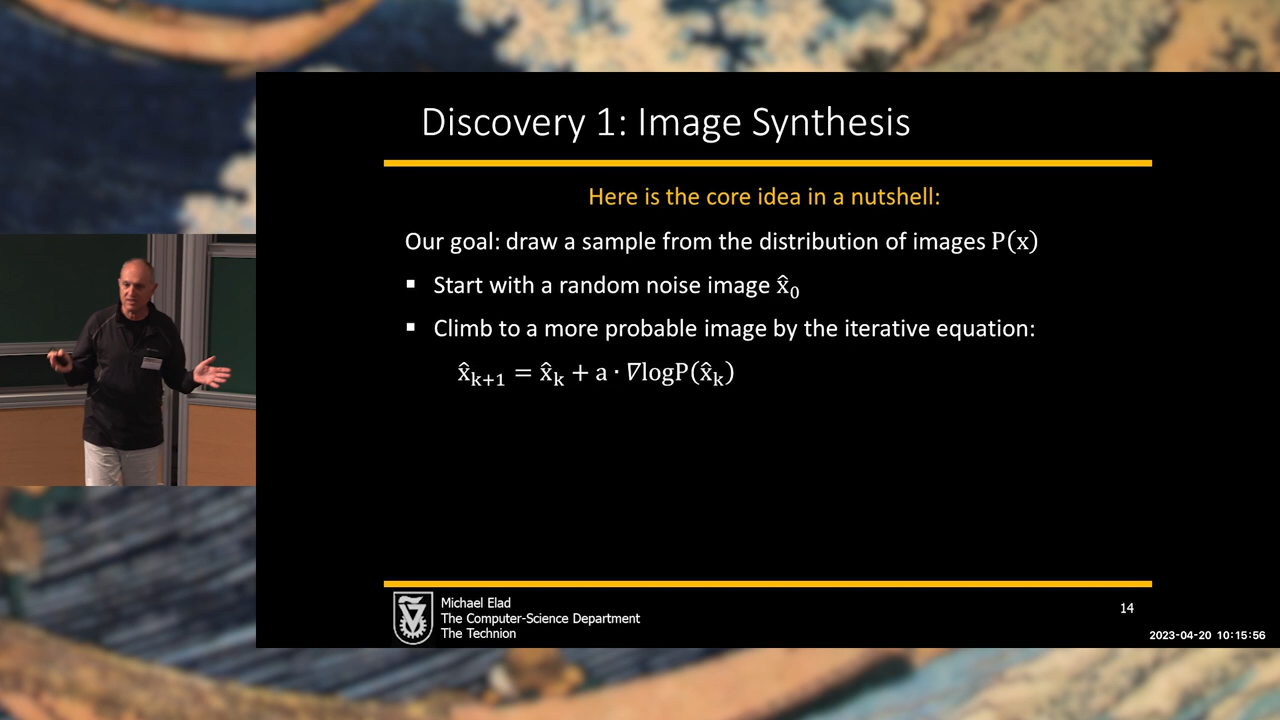 Discovery 1: Image Synthesis
Here is the core idea in a nutshell:
Our goal: draw a sample from the distribution of images P(x)
▪ Start with a random noise image x̂₀
▪ Climb to a more probable image by the iterative equation:
x̂ₖ₊₁ = x̂ₖ + a · ∇logP(x̂ₖ)
Michael Elad
The Computer-Science Department
The Technion
14
2023-04-20 10:15:56